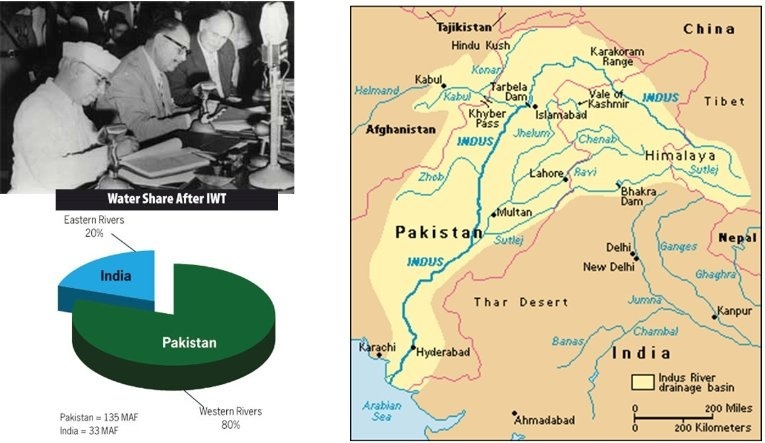 Water Share After IWT
Eastern Rivers
20%
India
Pakistan
Western Rivers
80%
Pakistan = 135 MAF
India = 33 MAF
Tajikistan
Hindu Kush
China
Karakoram
Range
Konari
Kabul
Helmand
Kabul
Tarbela
Dam
Vale of
Kashmir
INDUS
Tibet
Khyber
Pass
Islamabad
Afghanistan
INDUS
Jhelum
Chenab
Himalaya
Zhob
Lahore
Ravi
Sutlej
Bhakra
Dam
Multan
Pakistan
Sutlej
Nepal
INDUS
Delhi
New Delhi
Ganges
Ghaghra
Thar Desert
Jumna
Kanpur
Chambal
Banas
Karachi
Hyderabad
India
Indus River
drainage basin
Arabian
Sea
0 200 Miles
0 200 Kilometers
Ahmadabad